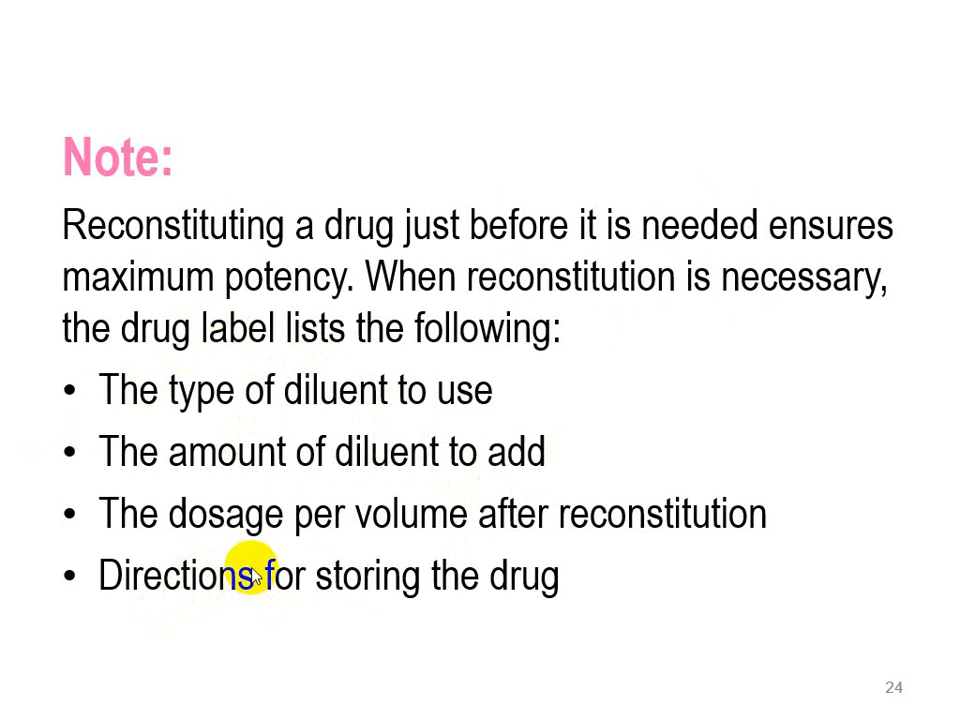 Note:
Reconstituting a drug just before it is needed ensures
maximum potency. When reconstitution is necessary,
the drug label lists the following:
• The type of diluent to use
• The amount of diluent to add
• The dosage per volume after reconstitution
• Directions for storing the drug
24